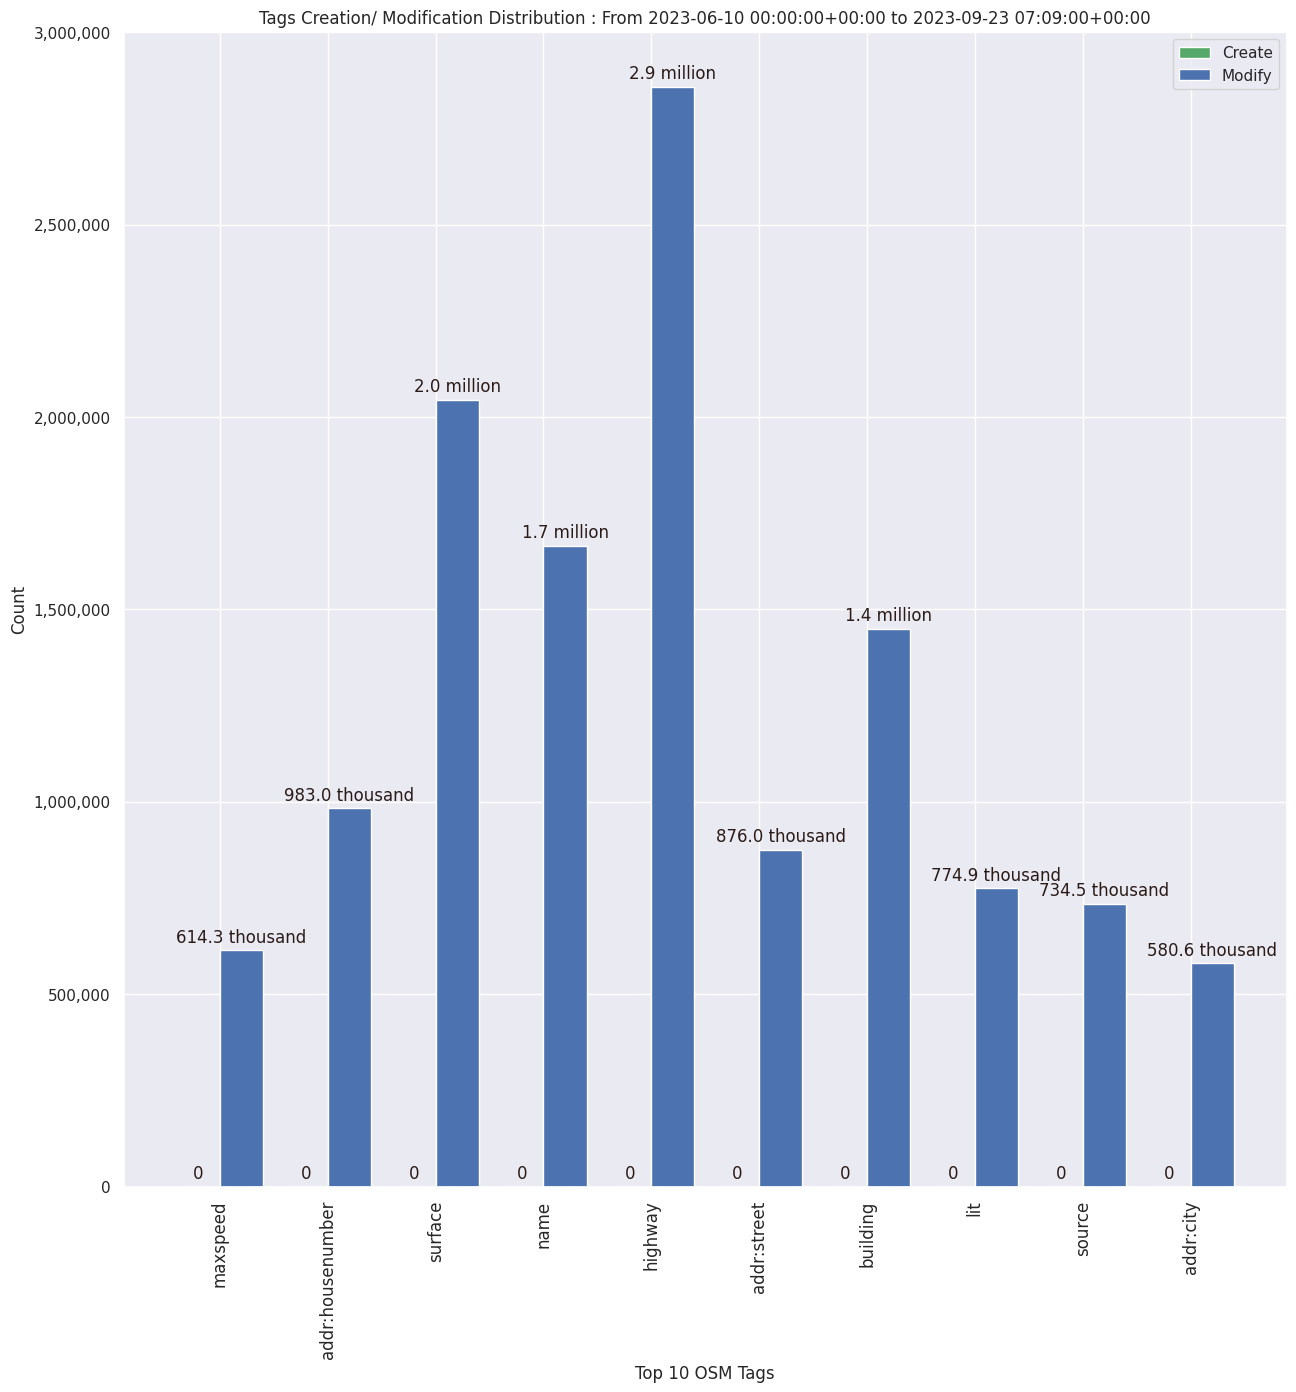 Tags Creation/ Modification Distribution : From 2023-06-10 00:00:00+00:00 to 2023-09-23 07:09:00+00:00
Create
Modify
Count
3,000,000
2,500,000
2,000,000
1,500,000
1,000,000
500,000
0
614.3 thousand
983.0 thousand
2.0 million
1.7 million
2.9 million
876.0 thousand
1.4 million
774.9 thousand
734.5 thousand
580.6 thousand
0
0
0
0
0
0
0
0
0
0
maxspeed
addr:housenumber
surface
name
highway
addr:street
building
lit
source
addr:city
Top 10 OSM Tags